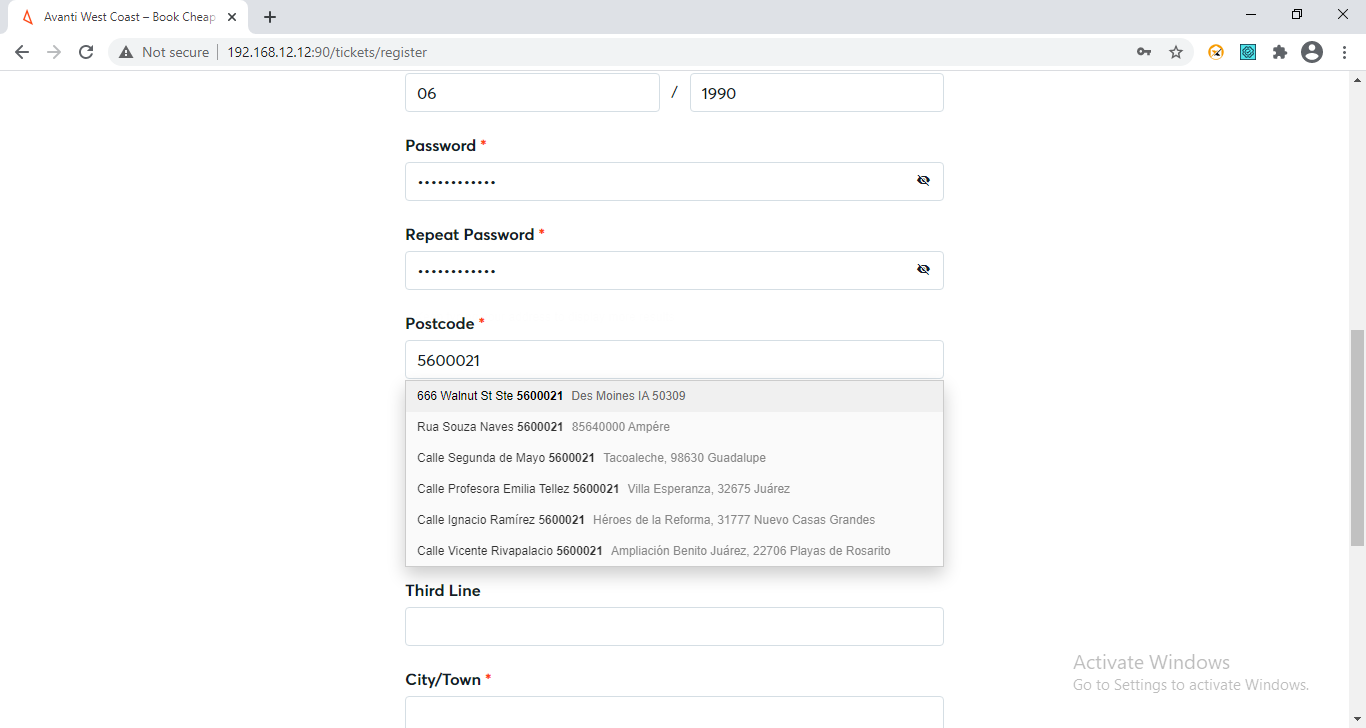 Avanti West Coast – Book Cheap
Not secure
192.168.12.12:90/tickets/register
06 / 1990
Password *
••••••••••••
Repeat Password *
••••••••••••
Postcode *
5600021
666 Walnut St Ste 5600021 Des Moines IA 50309
Rua Souza Naves 5600021 85640000 Ampére
Calle Segunda de Mayo 5600021 Tacoaleche, 98630 Guadalupe
Calle Profesora Emilia Tellez 5600021 Villa Esperanza, 32675 Juárez
Calle Ignacio Ramírez 5600021 Héroes de la Reforma, 31777 Nuevo Casas Grandes
Calle Vicente Rivapalacio 5600021 Ampliación Benito Juárez, 22706 Playas de Rosarito
Third Line
City/Town *
Activate Windows
Go to Settings to activate Windows.